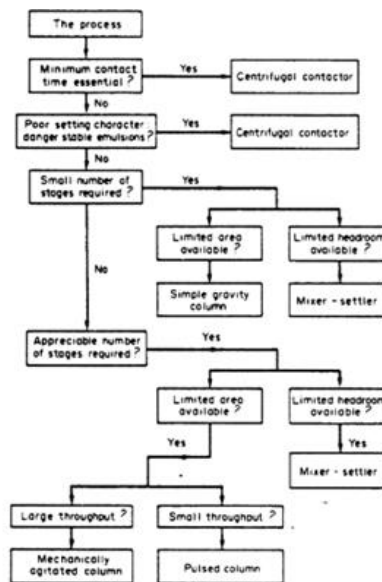 The process
Minimum contact
time essential ?
Yes
Centrifugal contactor
No
Poor setting character :
danger stable emulsions ?
Yes
Centrifugal contactor
No
Small number of
stages required ?
Yes
Limited area
available ?
Limited headroom
available ?
No
Simple gravity
column
Mixer - settler
Appreciable number
of stages required ?
Yes
Limited area
available ?
Limited headroom
available ?
Yes
Yes
Mixer - settler
Large throughput ?
Small throughput ?
Mechanically
agitated column
Pulsed column